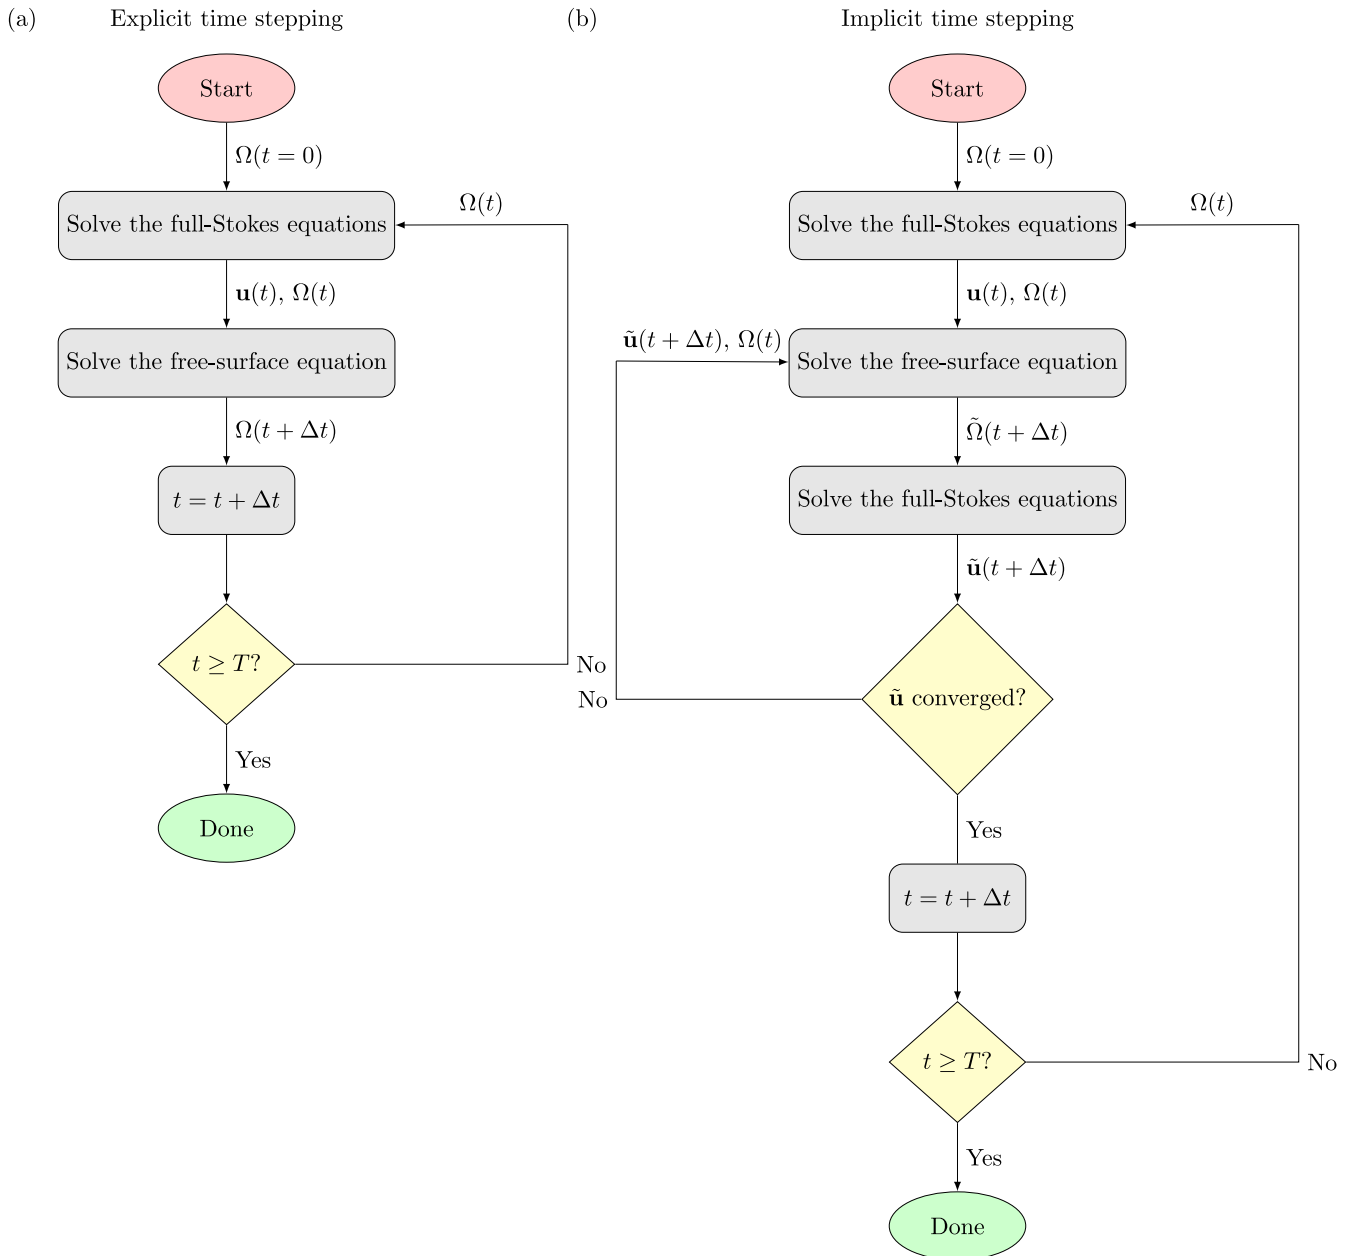 (a) Explicit time stepping
Start
Ω(t = 0)
Solve the full-Stokes equations
Ω(t)
u(t), Ω(t)
Solve the free-surface equation
Ω(t + Δt)
t = t + Δt
t ≥ T?
No
Yes
Done
(b) Implicit time stepping
Start
Ω(t = 0)
Solve the full-Stokes equations
Ω(t)
u(t), Ω(t)
ũ(t + Δt), Ω(t)
Solve the free-surface equation
Ω̃(t + Δt)
Solve the full-Stokes equations
ũ(t + Δt)
ũ converged?
No
Yes
t = t + Δt
t ≥ T?
No
Yes
Done